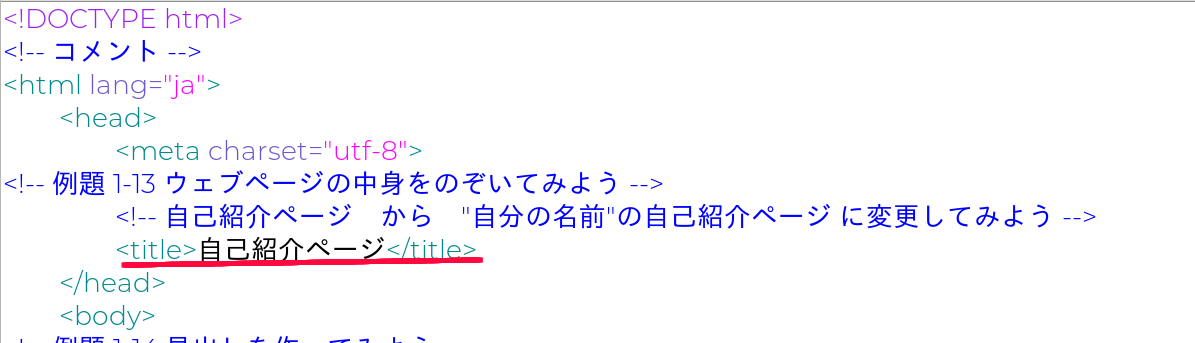 <!DOCTYPE html>
<!-- コメント -->
<html lang="ja">
<head>
<meta charset="utf-8">
<!-- 例題 1-13 ウェブページの中身をのぞいてみよう -->
<!-- 自己紹介ページ　から　"自分の名前"の自己紹介ページ に変更してみよう -->
<title>自己紹介ページ</title>
</head>
<body>